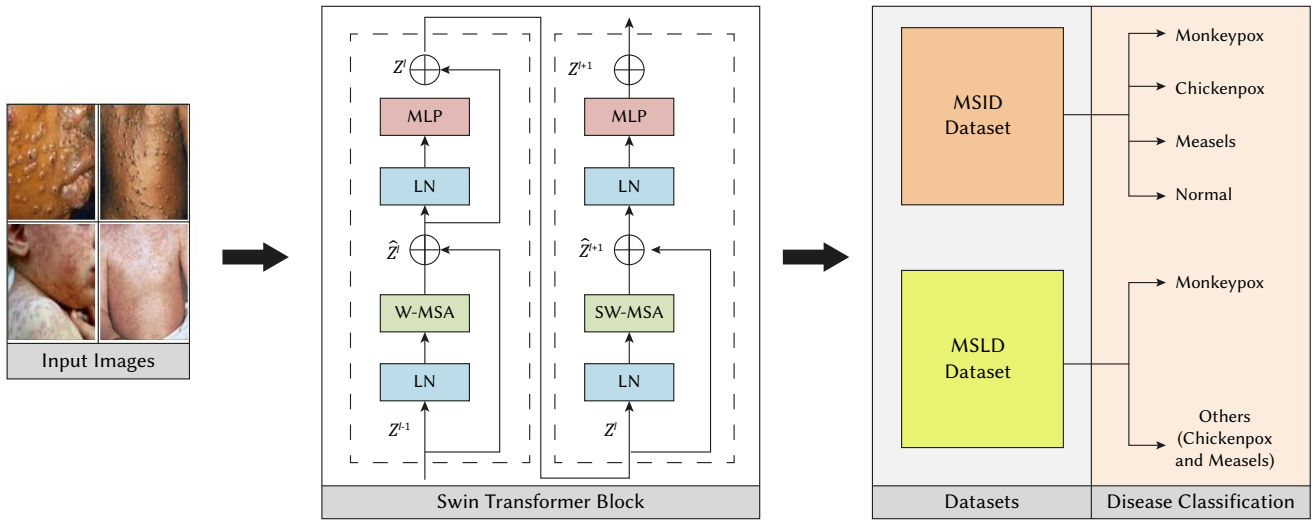 Input Images
Z^l
MLP
LN
Ẑ^l
W-MSA
LN
Z^{l-1}
Z^{l+1}
MLP
LN
Ẑ^{l+1}
SW-MSA
LN
Z^l
Swin Transformer Block
MSID
Dataset
MSLD
Dataset
Datasets
Monkeypox
Chickenpox
Measels
Normal
Monkeypox
Others
(Chickenpox
and Measels)
Disease Classification